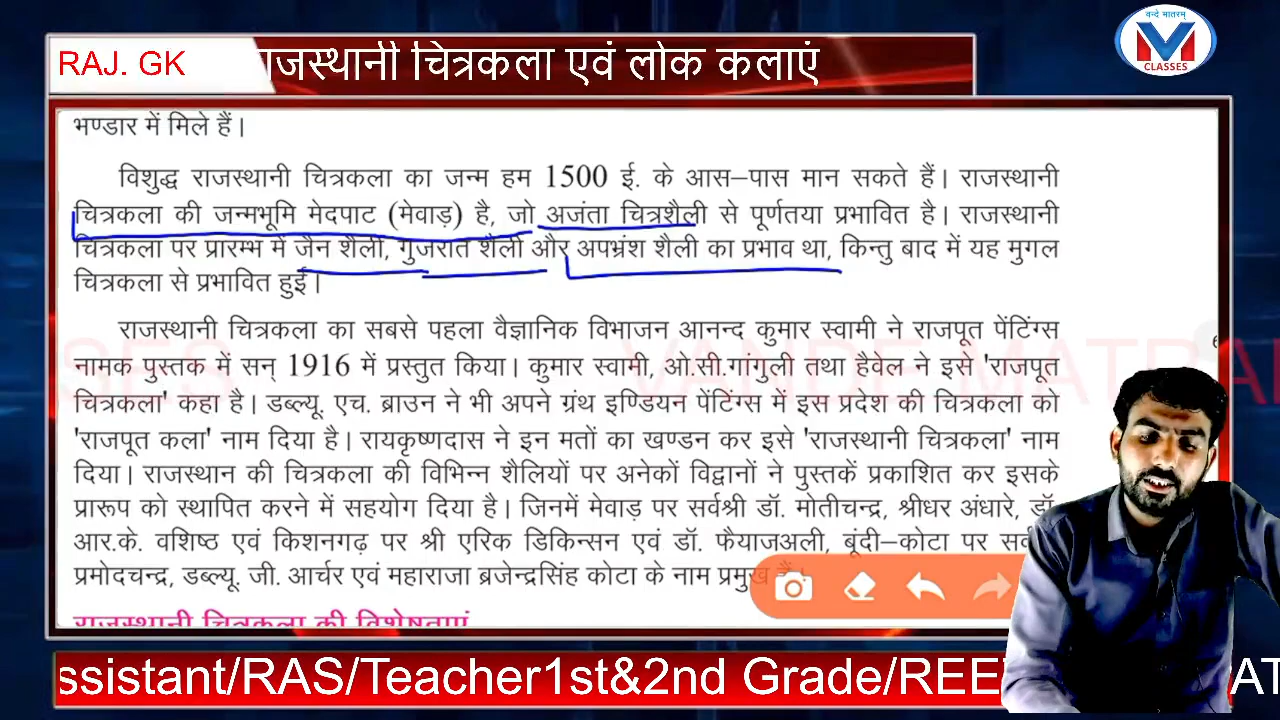 वन्दे मातरम्
VM
CLASSES
RAJ. GK
राजस्थानी चित्रकला एवं लोक कलाएं
भण्डार में मिले हैं।
विशुद्ध राजस्थानी चित्रकला का जन्म हम 1500 ई. के आस–पास मान सकते हैं। राजस्थानी
चित्रकला की जन्मभूमि मेदपाट (मेवाड़) है, जो अजंता चित्रशैली से पूर्णतया प्रभावित है। राजस्थानी
चित्रकला पर प्रारम्भ में जैन शैली, गुजरात शैली और अपभ्रंश शैली का प्रभाव था, किन्तु बाद में यह मुगल
चित्रकला से प्रभावित हुई।
राजस्थानी चित्रकला का सबसे पहला वैज्ञानिक विभाजन आनन्द कुमार स्वामी ने राजपूत पेंटिंग्स
नामक पुस्तक में सन् 1916 में प्रस्तुत किया। कुमार स्वामी, ओ.सी.गांगुली तथा हैवेल ने इसे 'राजपूत
चित्रकला' कहा है। डब्ल्यू. एच. ब्राउन ने भी अपने ग्रंथ इण्डियन पेंटिंग्स में इस प्रदेश की चित्रकला को
'राजपूत कला' नाम दिया है। रायकृष्णदास ने इन मतों का खण्डन कर इसे 'राजस्थानी चित्रकला' नाम
दिया। राजस्थान की चित्रकला की विभिन्न शैलियों पर अनेकों विद्वानों ने पुस्तकें प्रकाशित कर इसके
प्रारूप को स्थापित करने में सहयोग दिया है। जिनमें मेवाड़ पर सर्वश्री डॉ. मोतीचन्द्र, श्रीधर अंधारे, डॉ.
आर.के. वशिष्ठ एवं किशनगढ़ पर श्री एरिक डिकिन्सन एवं डॉ. फैयाजअली, बूंदी–कोटा पर
प्रमोदचन्द्र, डब्ल्यू. जी. आर्चर एवं महाराजा ब्रजेन्द्रसिंह कोटा के नाम प्रमुख हैं।
राजस्थानी चित्रकला की विशेषताएं
ssistant/RAS/Teacher1st&2nd Grade/REE
AT